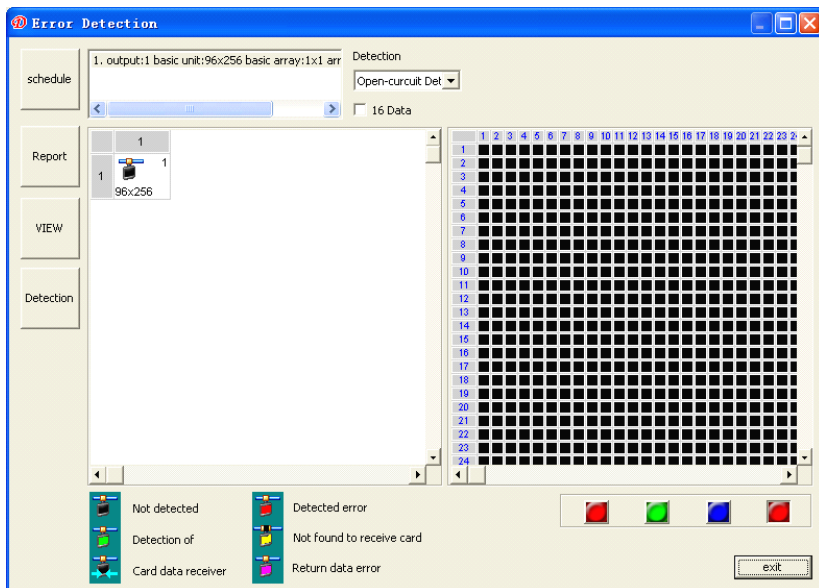 Error Detection
schedule
1. output:1 basic unit:96x256 basic array:1x1 arr
Detection
Open-curcuit Det
16 Data
Report
VIEW
Detection
1
1
1
96x256
1 2 3 4 5 6 7 8 9 10 11 12 13 14 15 16 17 18 19 20 21 22 23
1
2
3
4
5
6
7
8
9
10
11
12
13
14
15
16
17
18
19
20
21
22
23
24
Not detected
Detected error
Detection of
Not found to receive card
Card data receiver
Return data error
exit